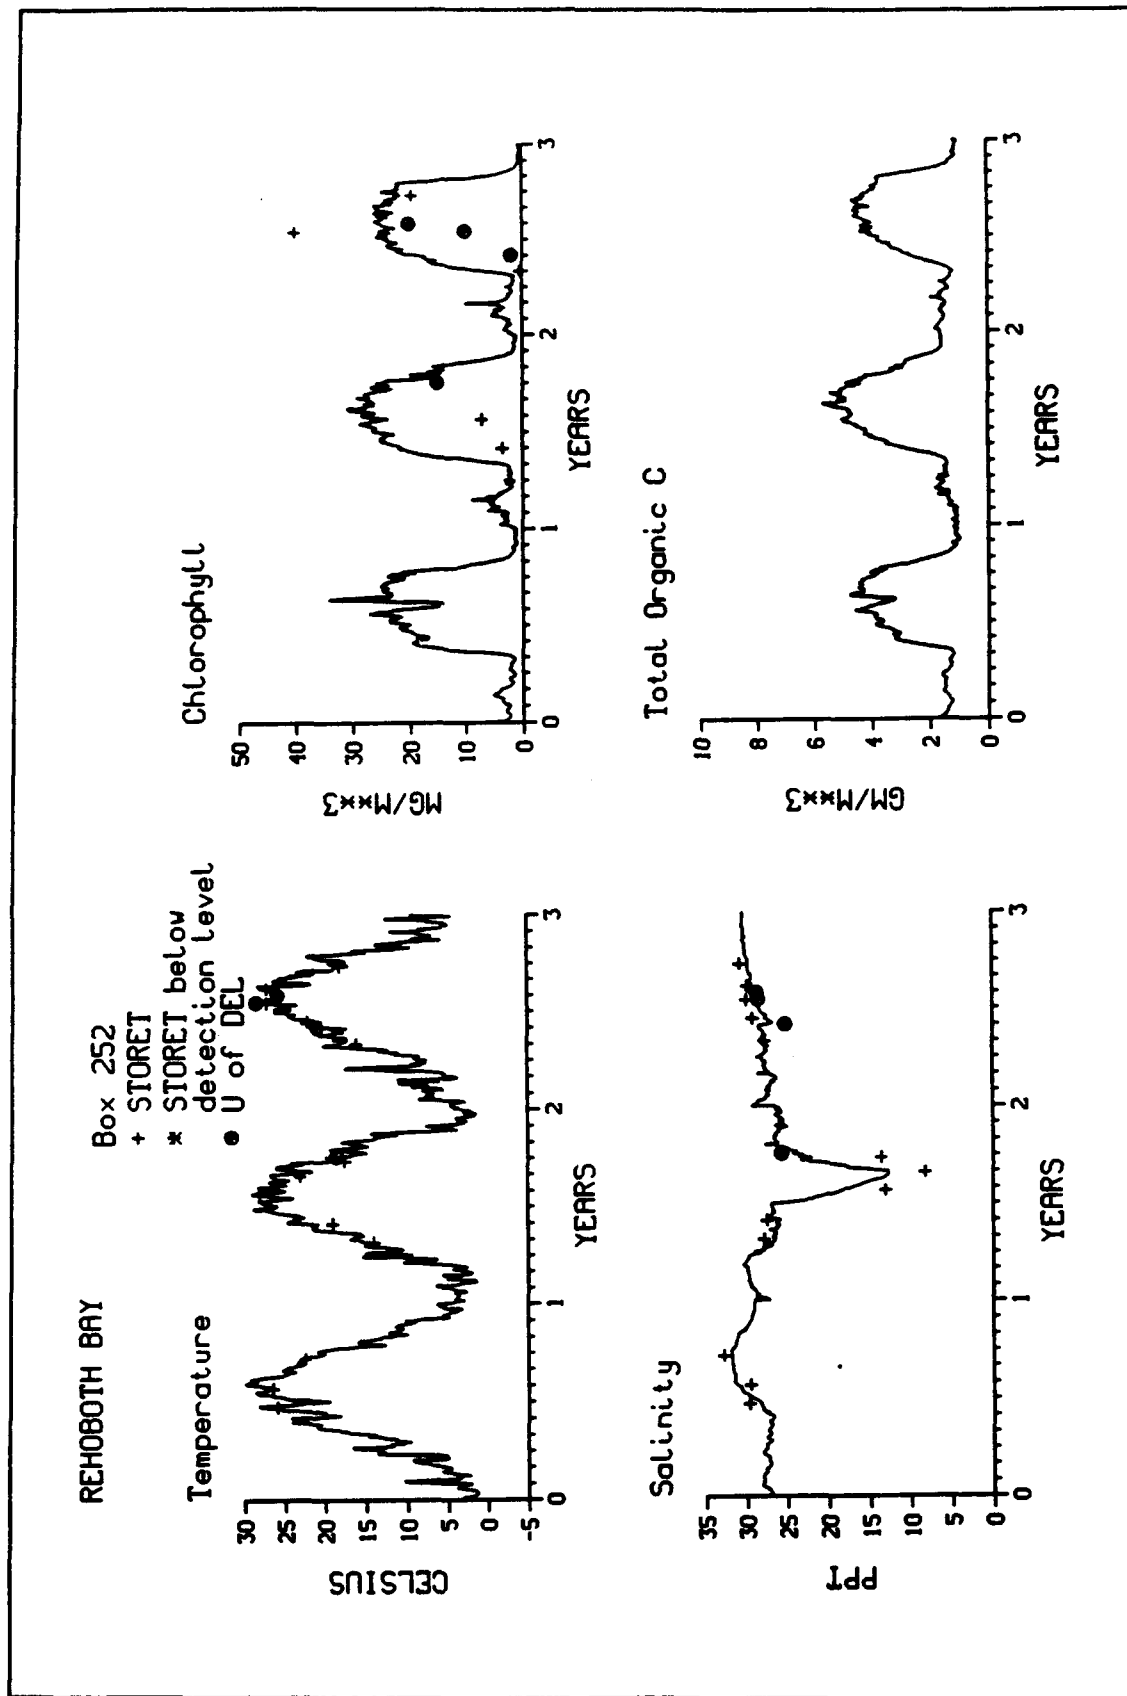 REHOBOTH BAY
Box 252
+ STORET
* STORET below
detection level
● U of DEL
Temperature
CELSIUS
30
25
20
15
10
5
0
-5
0
1
2
3
YEARS
Chlorophyll
MG/M**3
50
40
30
20
10
0
0
1
2
3
YEARS
Salinity
PPT
35
30
25
20
15
10
5
0
0
1
2
3
YEARS
Total Organic C
GM/M**3
10
8
6
4
2
0
0
1
2
3
YEARS